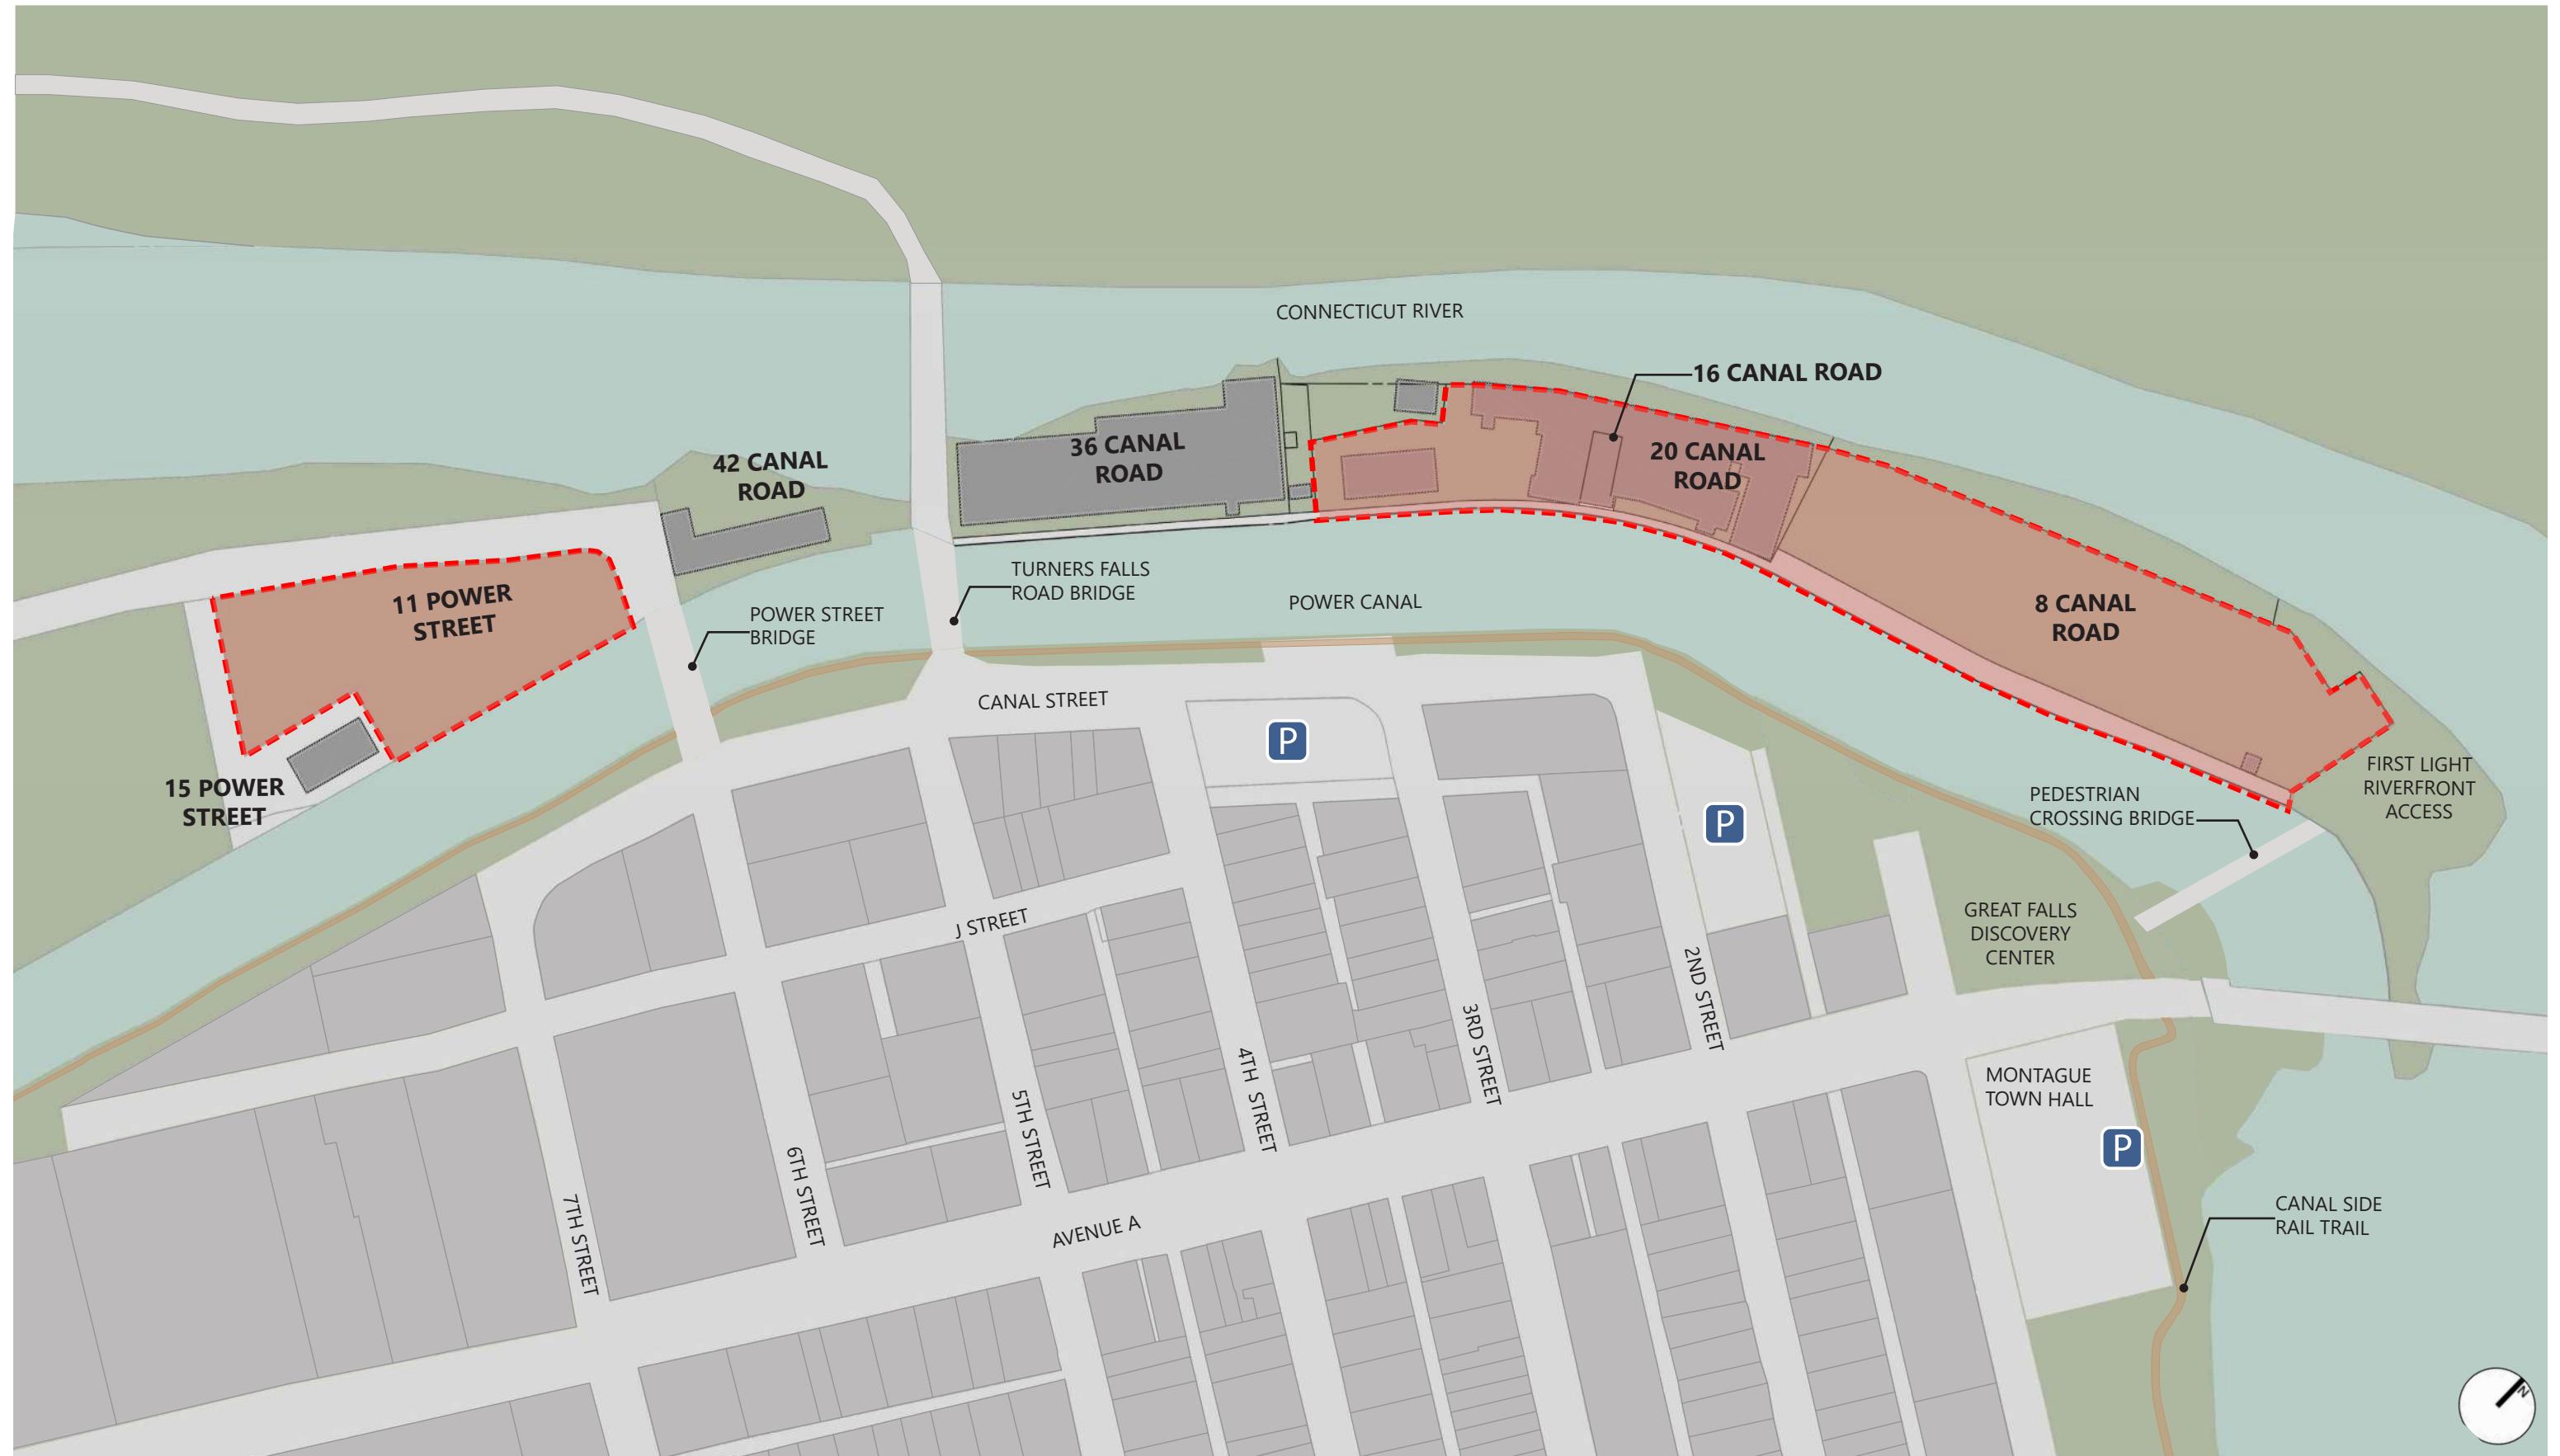 CONNECTICUT RIVER
16 CANAL ROAD
36 CANAL
ROAD
20 CANAL
ROAD
42 CANAL
ROAD
TURNERS FALLS
ROAD BRIDGE
11 POWER
STREET
POWER STREET
BRIDGE
POWER CANAL
8 CANAL
ROAD
CANAL STREET
P
15 POWER
STREET
P
PEDESTRIAN
CROSSING BRIDGE
FIRST LIGHT
RIVERFRONT
ACCESS
J STREET
GREAT FALLS
DISCOVERY
CENTER
2ND STREET
3RD STREET
4TH STREET
5TH STREET
6TH STREET
7TH STREET
MONTAGUE
TOWN HALL
P
AVENUE A
CANAL SIDE
RAIL TRAIL
N